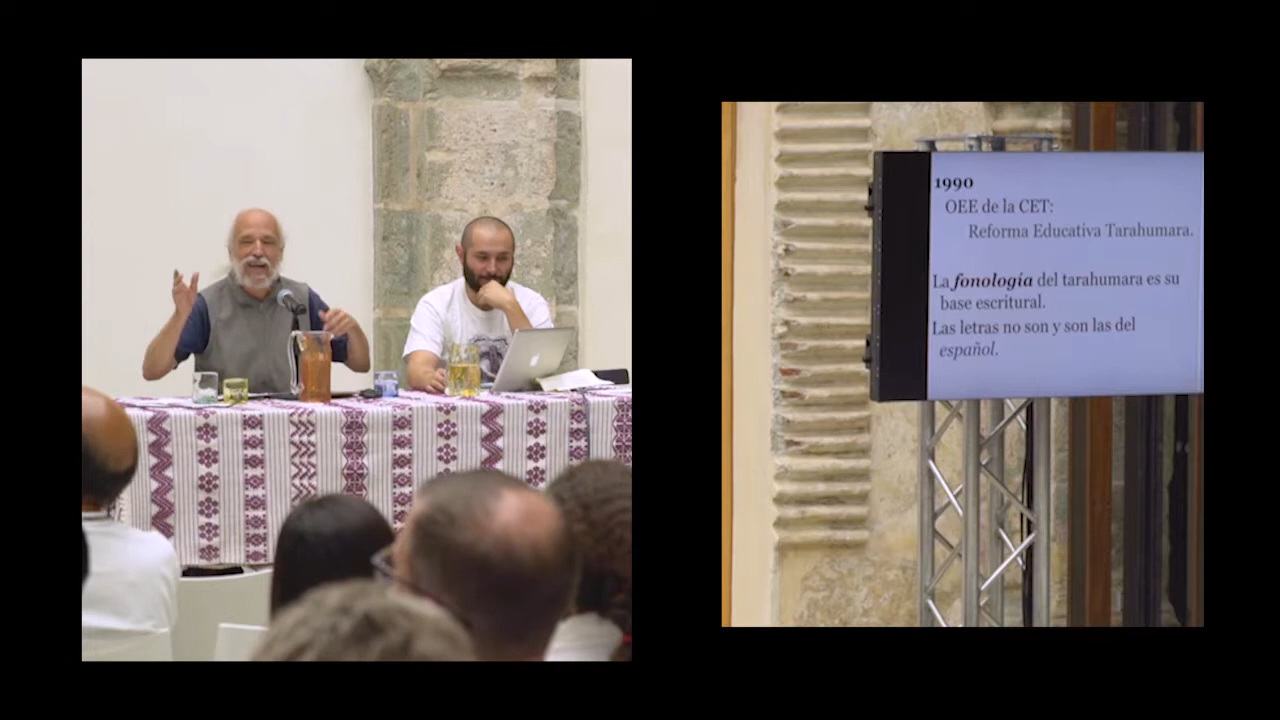 1990
OEE de la CET:
Reforma Educativa Tarahumara.
La fonología del tarahumara es su
base escritural.
Las letras no son y son las del
español.